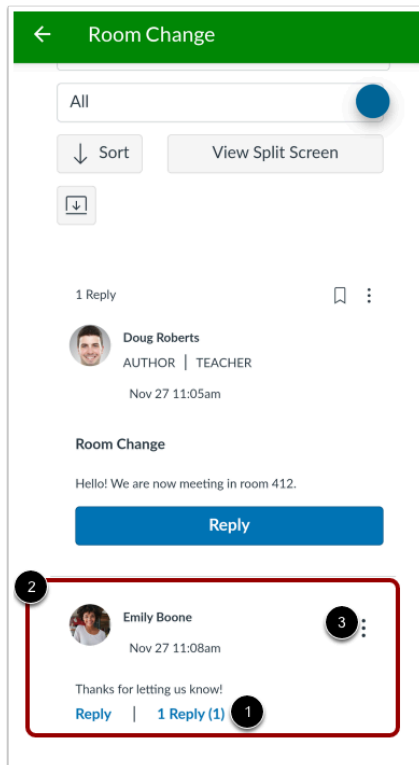 Room Change
All
Sort
View Split Screen
1 Reply
Doug Roberts
AUTHOR | TEACHER
Nov 27 11:05am
Room Change
Hello! We are now meeting in room 412.
Reply
2
Emily Boone
3
Nov 27 11:08am
Thanks for letting us know!
Reply | 1 Reply (1) 1